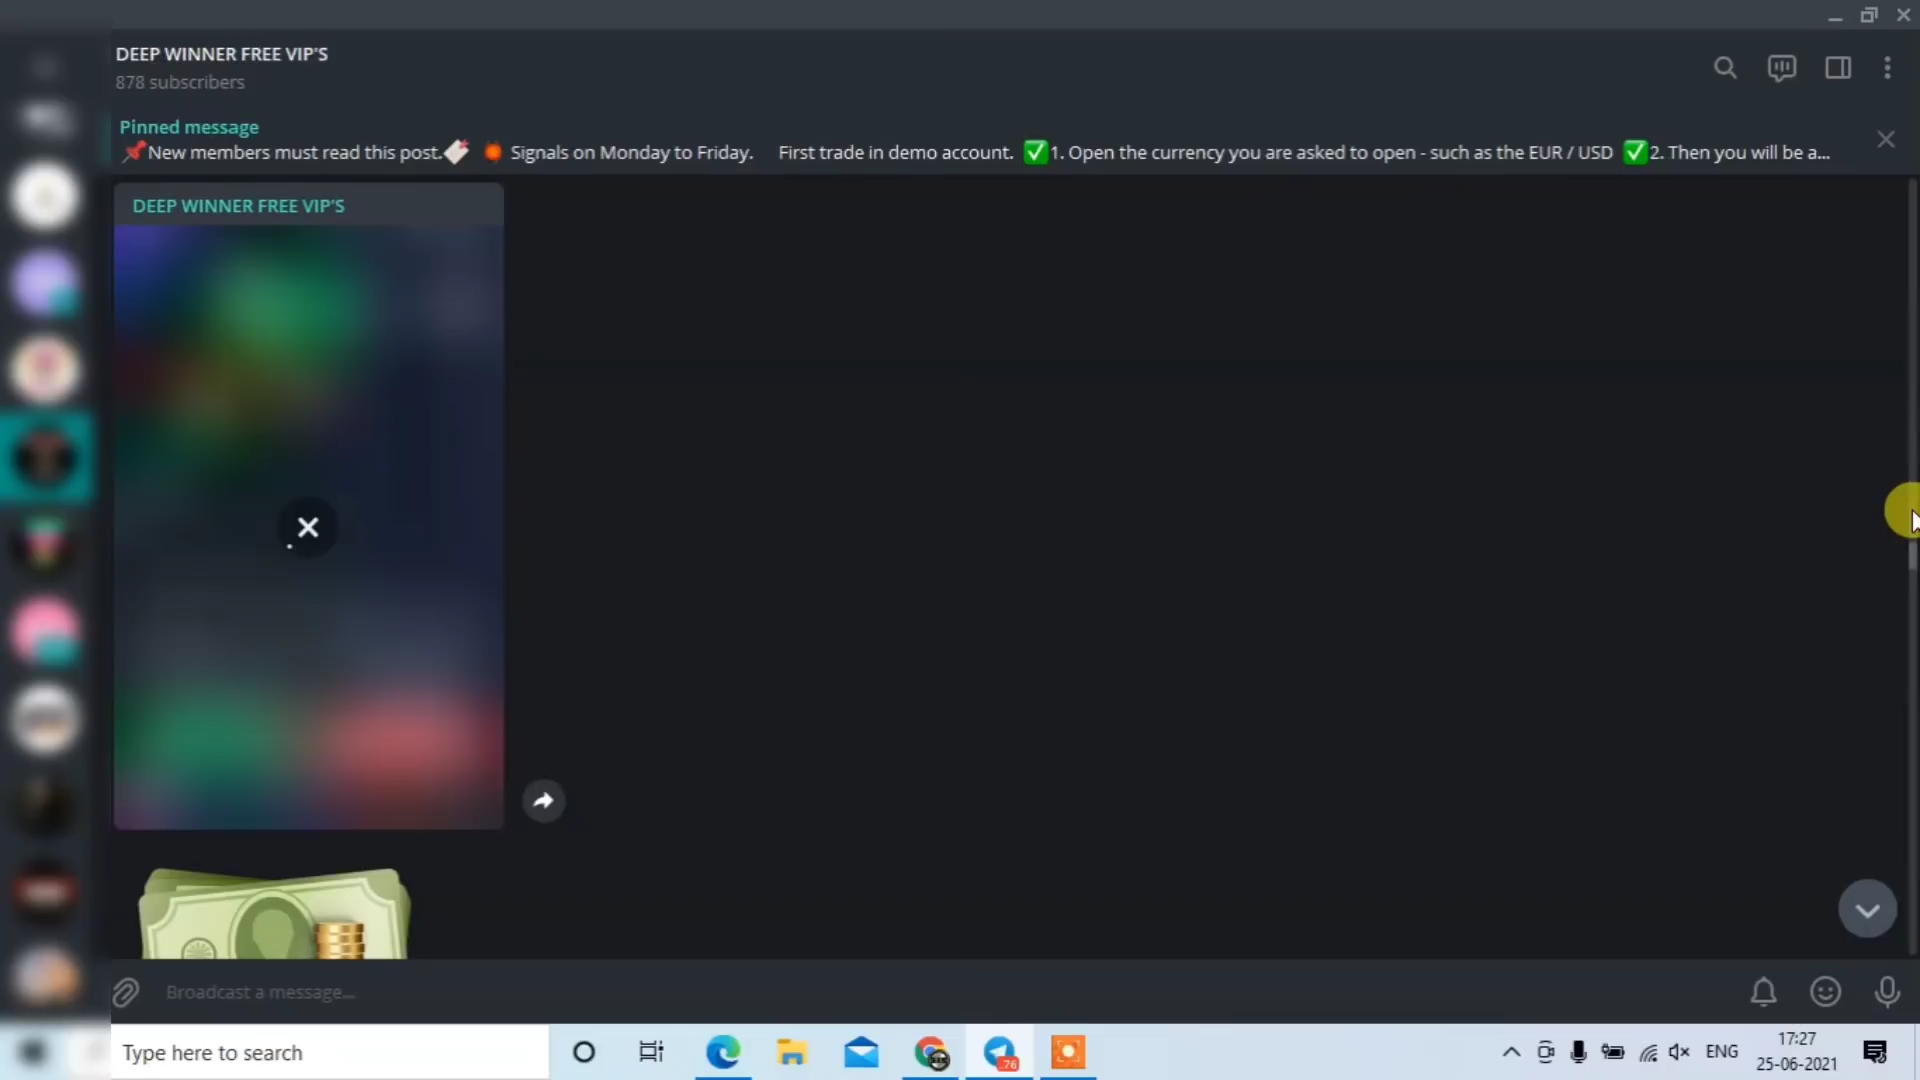 DEEP WINNER FREE VIP'S
878 subscribers
Pinned message
📌New members must read this post.🏷 🏮 Signals on Monday to Friday. First trade in demo account. ✅1. Open the currency you are asked to open - such as the EUR / USD ✅2. Then you will be a...
DEEP WINNER FREE VIP'S
Broadcast a message...
Type here to search
76
ENG
17:27
25-06-2021